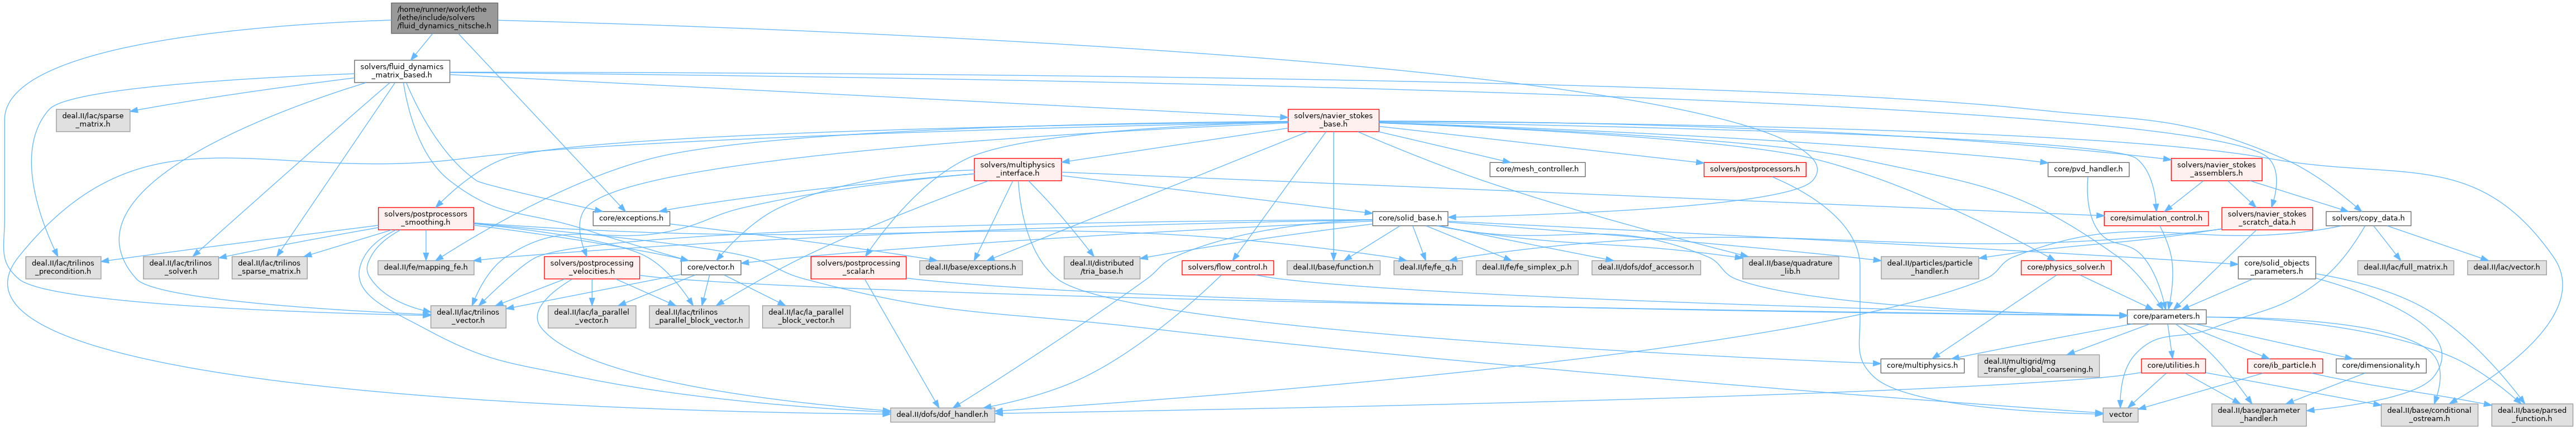 /home/runner/work/lethe
/lethe/include/solvers
/fluid_dynamics_nitsche.h
solvers/fluid_dynamics
_matrix_based.h
deal.II/lac/sparse
_matrix.h
solvers/navier_stokes
_base.h
solvers/multiphysics
_interface.h
core/mesh_controller.h
solvers/postprocessors.h
core/pvd_handler.h
solvers/navier_stokes
_assemblers.h
solvers/postprocessors
_smoothing.h
core/exceptions.h
core/solid_base.h
core/simulation_control.h
solvers/navier_stokes
_scratch_data.h
solvers/copy_data.h
deal.II/lac/trilinos
_precondition.h
deal.II/lac/trilinos
_solver.h
deal.II/lac/trilinos
_sparse_matrix.h
deal.II/fe/mapping_fe.h
solvers/postprocessing
_velocities.h
core/vector.h
solvers/postprocessing
_scalar.h
deal.II/base/exceptions.h
deal.II/distributed
/tria_base.h
solvers/flow_control.h
deal.II/base/function.h
deal.II/fe/fe_q.h
deal.II/fe/fe_simplex_p.h
deal.II/dofs/dof_accessor.h
deal.II/base/quadrature
_lib.h
deal.II/particles/particle
_handler.h
core/physics_solver.h
core/solid_objects
_parameters.h
deal.II/lac/full_matrix.h
deal.II/lac/vector.h
deal.II/lac/trilinos
_vector.h
deal.II/lac/la_parallel
_vector.h
deal.II/lac/trilinos
_parallel_block_vector.h
deal.II/lac/la_parallel
_block_vector.h
core/parameters.h
core/multiphysics.h
deal.II/multigrid/mg
_transfer_global_coarsening.h
core/utilities.h
core/ib_particle.h
core/dimensionality.h
deal.II/dofs/dof_handler.h
vector
deal.II/base/parameter
_handler.h
deal.II/base/conditional
_ostream.h
deal.II/base/parsed
_function.h